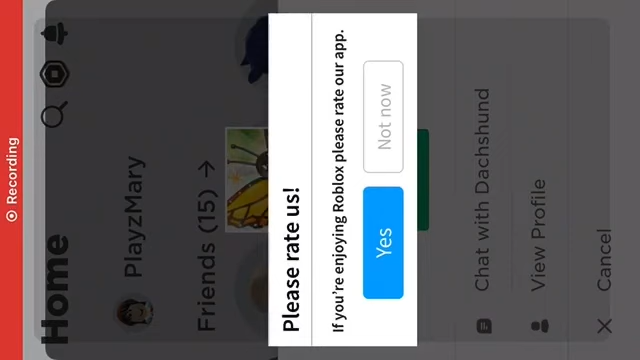 Recording
Home
PlayzMary
Friends (15) →
Please rate us!
If you're enjoying Roblox please rate our app.
Yes
Not now
Chat with Dachshund
View Profile
Cancel